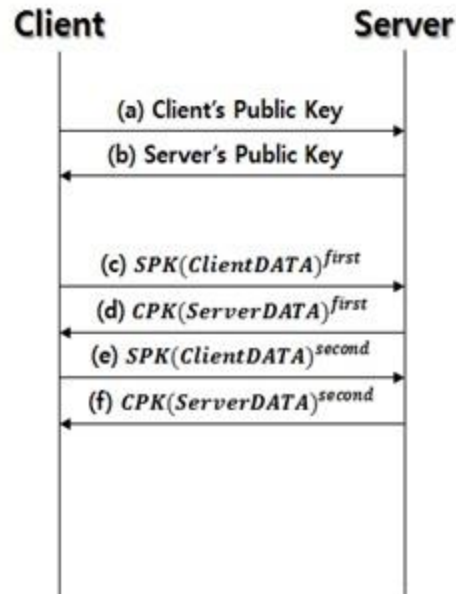 Client Server
(a) Client's Public Key
(b) Server's Public Key
(c) SPK(ClientDATA)^first
(d) CPK(ServerDATA)^first
(e) SPK(ClientDATA)^second
(f) CPK(ServerDATA)^second